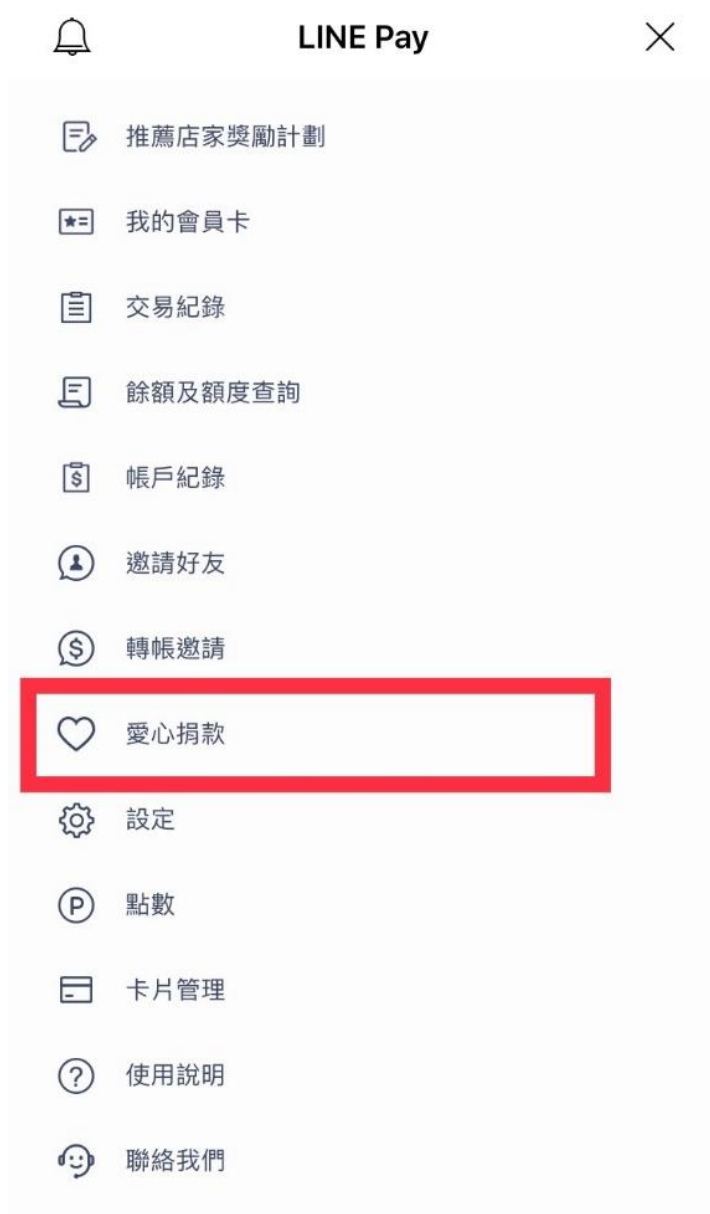 LINE Pay
推薦店家獎勵計劃
我的會員卡
交易紀錄
餘額及額度查詢
帳戶紀錄
邀請好友
轉帳邀請
愛心捐款
設定
點數
卡片管理
使用說明
聯絡我們